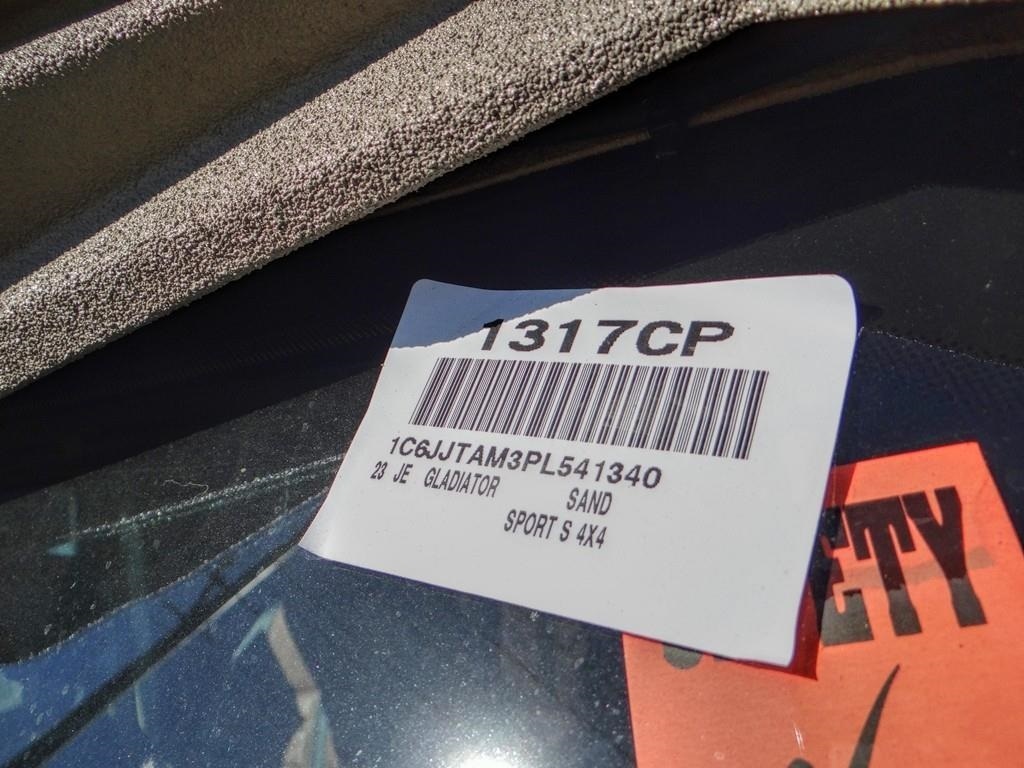 1317CP
1C6JJTAM3PL541340
23 JE GLADIATOR SAND
SPORT S 4X4
ETY